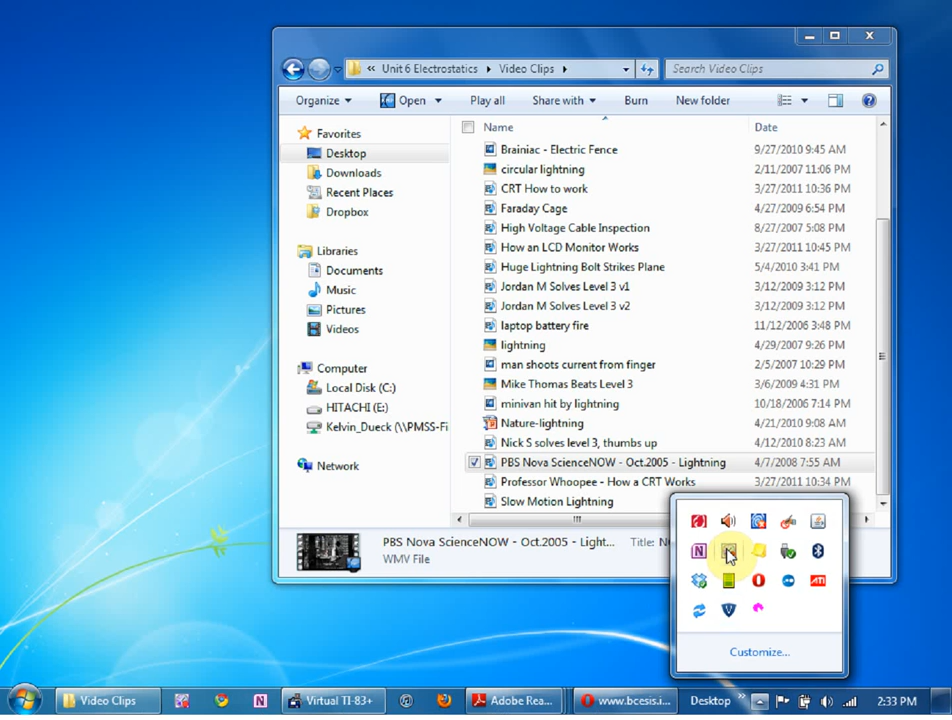 « Unit 6 Electrostatics ▸ Video Clips ▸
Search Video Clips
Organize ▾ Open ▾ Play all Share with ▾ Burn New folder
Favorites
Desktop
Downloads
Recent Places
Dropbox
Libraries
Documents
Music
Pictures
Videos
Computer
Local Disk (C:)
HITACHI (E:)
Kelvin_Dueck (\\PMSS-Fi
Network
Name Date
Brainiac - Electric Fence 9/27/2010 9:45 AM
circular lightning 2/11/2007 11:06 PM
CRT How to work 3/27/2011 10:36 PM
Faraday Cage 4/27/2009 6:54 PM
High Voltage Cable Inspection 8/27/2007 5:08 PM
How an LCD Monitor Works 3/27/2011 10:45 PM
Huge Lightning Bolt Strikes Plane 5/4/2010 3:41 PM
Jordan M Solves Level 3 v1 3/12/2009 3:12 PM
Jordan M Solves Level 3 v2 3/12/2009 3:12 PM
laptop battery fire 11/12/2006 3:48 PM
lightning 4/29/2007 9:26 PM
man shoots current from finger 2/5/2007 10:29 PM
Mike Thomas Beats Level 3 3/6/2009 4:31 PM
minivan hit by lightning 10/18/2006 7:14 PM
Nature-lightning 4/21/2010 9:08 AM
Nick S solves level 3, thumbs up 4/12/2010 8:23 AM
PBS Nova ScienceNOW - Oct.2005 - Lightning 4/7/2008 7:55 AM
Professor Whoopee - How a CRT Works 3/27/2011 10:34 PM
Slow Motion Lightning
PBS Nova ScienceNOW - Oct.2005 - Light... Title:
WMV File
N
ATI
V
Customize...
Video Clips N Virtual TI-83+ Adobe Rea... www.bcesis.i... Desktop » 2:33 PM